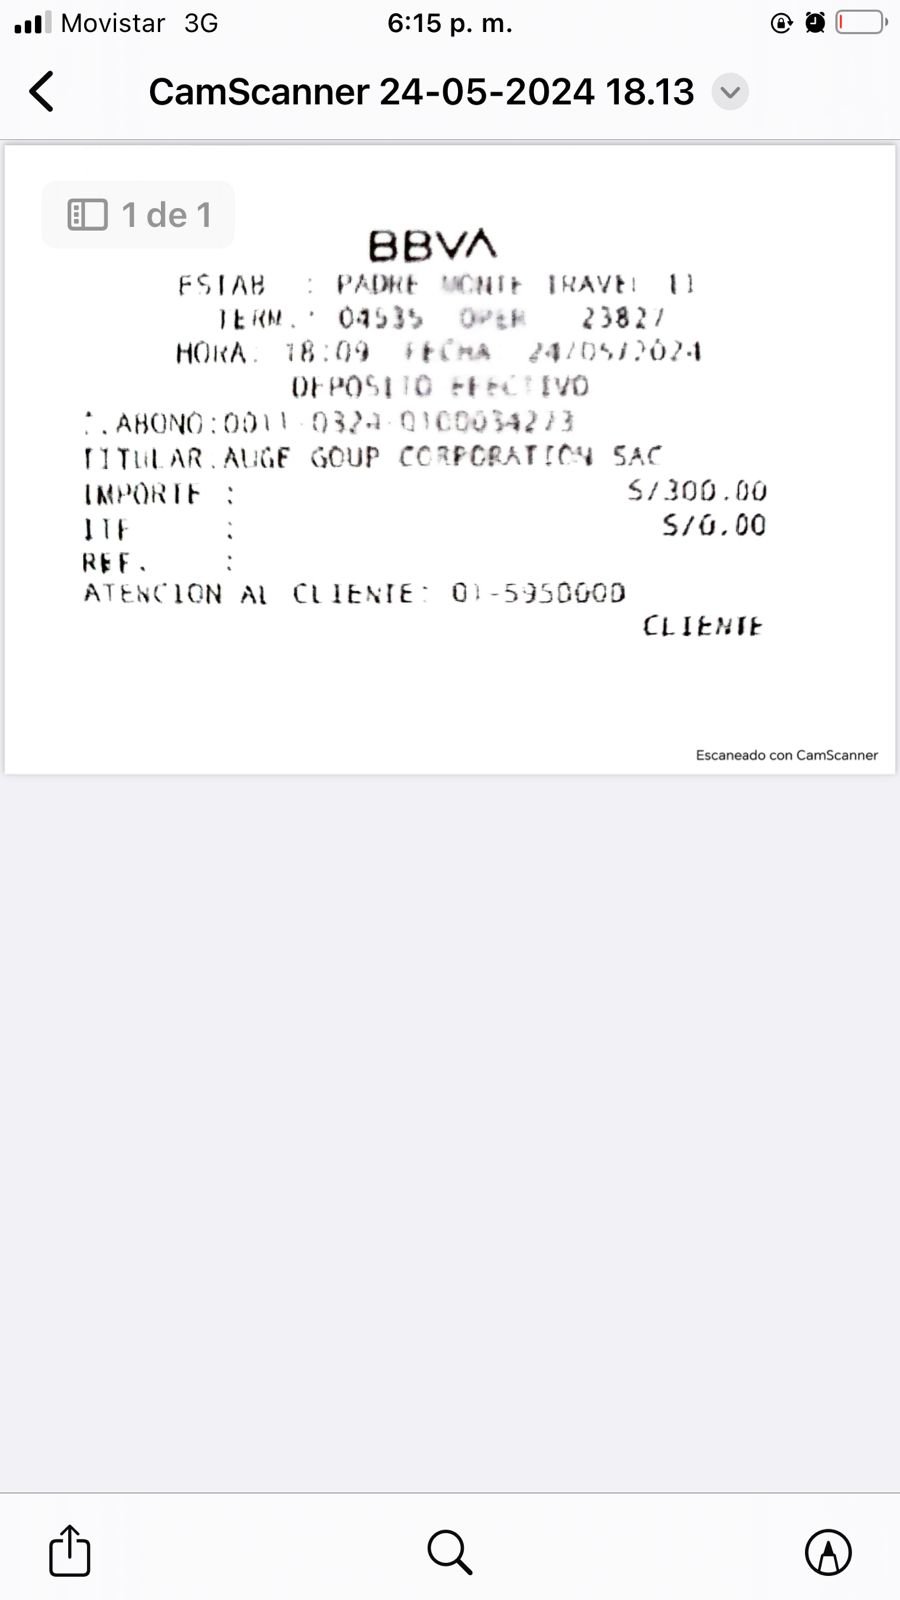 Movistar 3G 6:15 p. m.
CamScanner 24-05-2024 18.13
1 de 1
BBVA
ESTAB : PADRE MONTE TRAVEL II
TERM. : 04535 OPER 23827
HORA: 18:09 FECHA 24/05/2024
DEPOSITO EFECTIVO
ABONO:0011-0324-0100034273
TITULAR.AUGE GOUP CORPORATION SAC
IMPORTE : S/300.00
ITF : S/0.00
REF. :
ATENCION AL CLIENTE: 01-5950000
CLIENTE
Escaneado con CamScanner